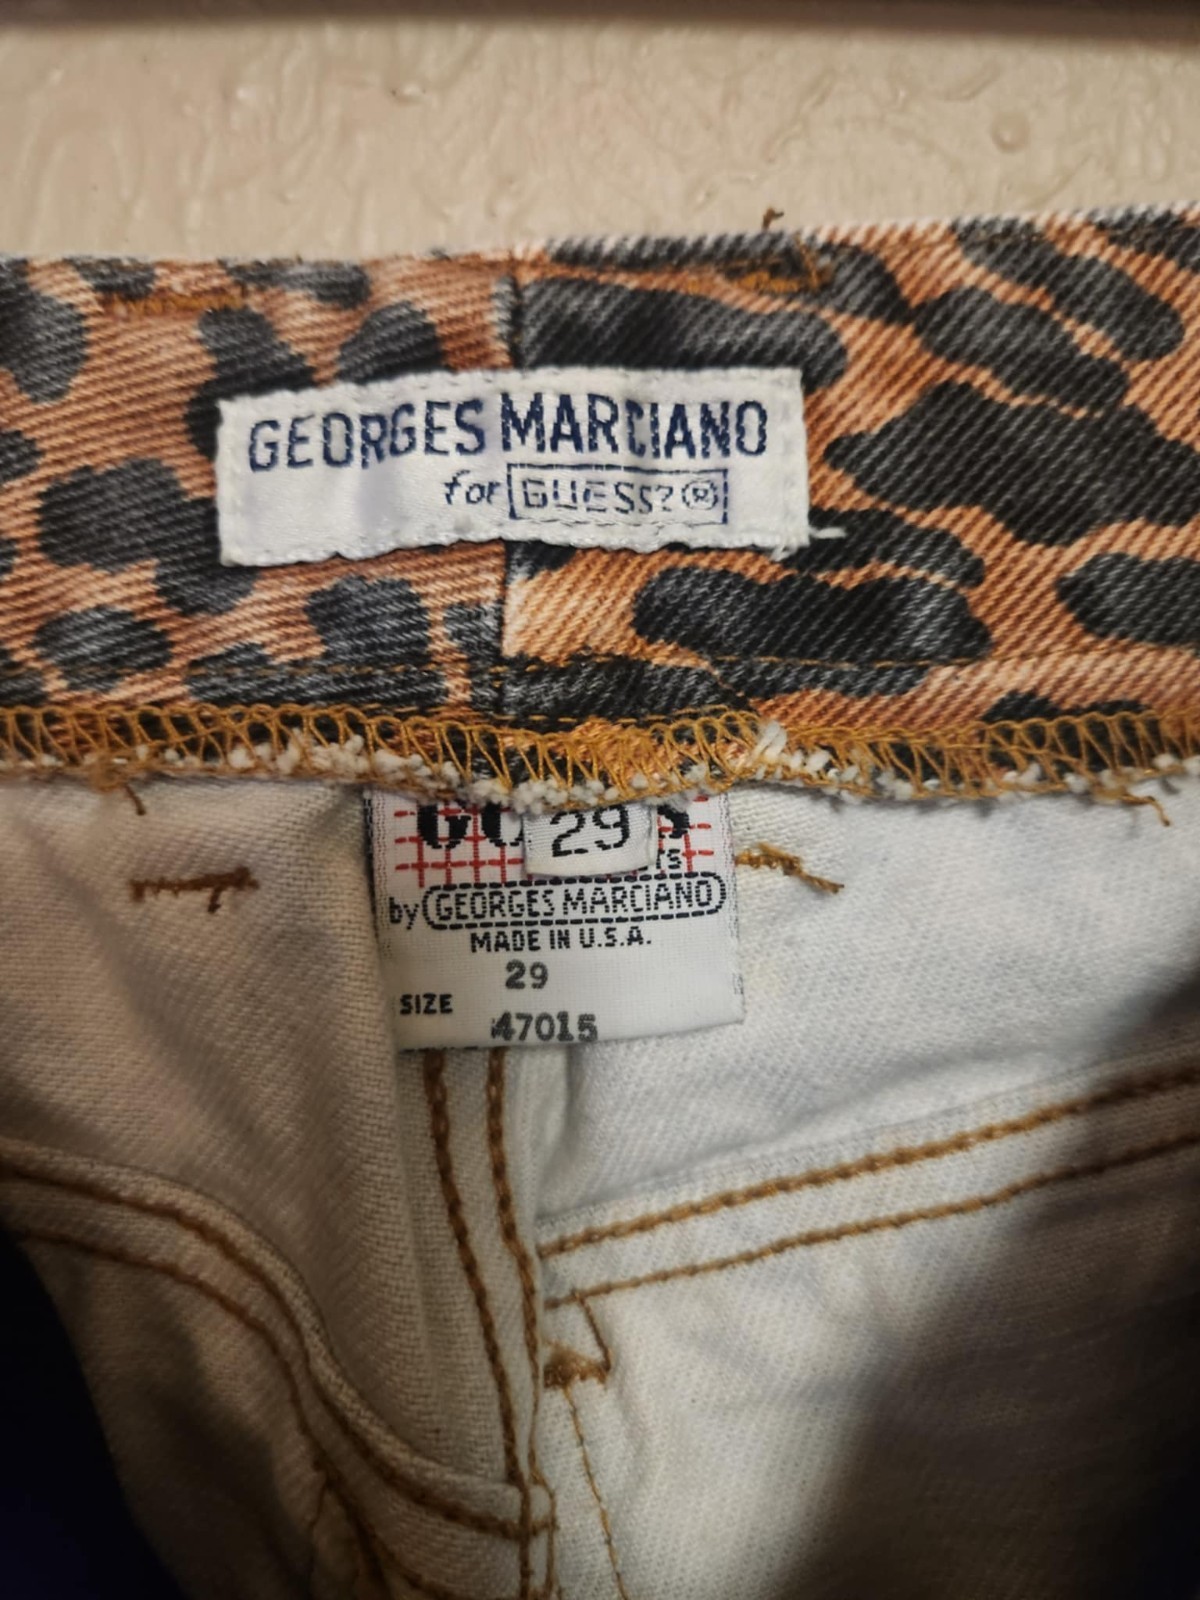 GEORGES MARCIANO
for GUESS?®
29
by GEORGES MARCIANO
MADE IN U.S.A.
29
SIZE
47015